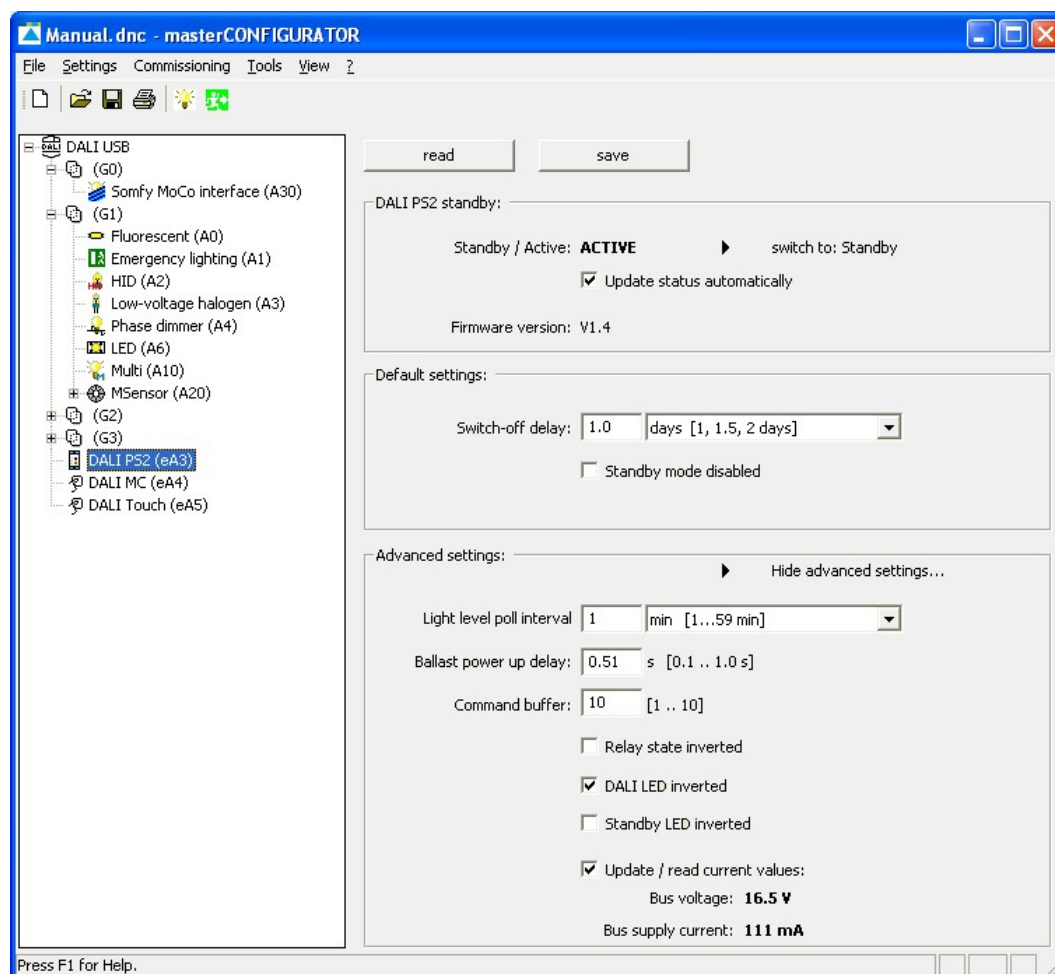 Manual.dnc - masterCONFIGURATOR
File Settings Commissioning Tools View ?
DALI USB
(G0)
Somfy MoCo interface (A30)
(G1)
Fluorescent (A0)
Emergency lighting (A1)
HID (A2)
Low-voltage halogen (A3)
Phase dimmer (A4)
LED (A6)
Multi (A10)
MSensor (A20)
(G2)
(G3)
DALI PS2 (eA3)
DALI MC (eA4)
DALI Touch (eA5)
read save
DALI PS2 standby:
Standby / Active: ACTIVE switch to: Standby
Update status automatically
Firmware version: V1.4
Default settings:
Switch-off delay: 1.0 days [1, 1.5, 2 days]
Standby mode disabled
Advanced settings:
Hide advanced settings...
Light level poll interval 1 min [1...59 min]
Ballast power up delay: 0.51 s [0.1 .. 1.0 s]
Command buffer: 10 [1 .. 10]
Relay state inverted
DALI LED inverted
Standby LED inverted
Update / read current values:
Bus voltage: 16.5 V
Bus supply current: 111 mA
Press F1 for Help.